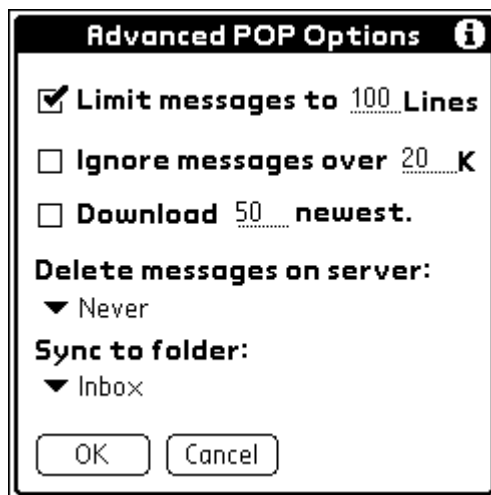 Advanced POP Options i
Limit messages to 100 Lines
Ignore messages over 20 K
Download 50 newest.
Delete messages on server:
Never
Sync to folder:
Inbox
OK Cancel